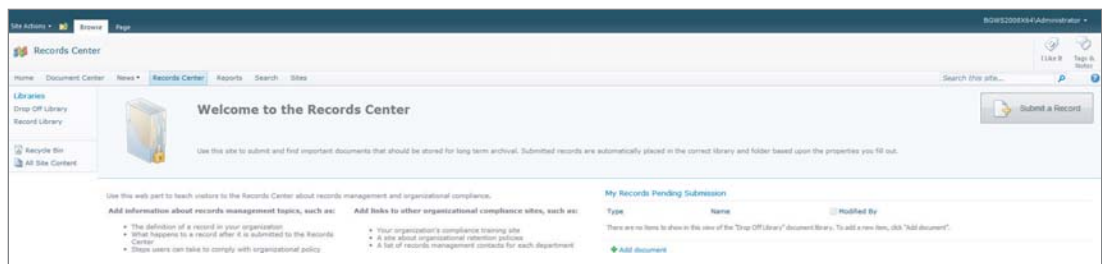 Site Actions Browse Page BGWS2008X64\Administrator
Records Center
I Like It Tags & Notes
Home Document Center News Records Center Reports Search Sites Search this site...
Libraries
Drop Off Library
Record Library
Recycle Bin
All Site Content
Welcome to the Records Center
Submit a Record
Use this site to submit and find important documents that should be stored for long term archival. Submitted records are automatically placed in the correct library and folder based upon the properties you fill out.
Use this web part to teach visitors to the Records Center about records management and organizational compliance.
Add information about records management topics, such as:
• The definition of a record in your organization
• What happens to a record after it is submitted to the Records
Center
• Steps users can take to comply with organizational policy
Add links to other organizational compliance sites, such as:
• Your organization's compliance training site
• A site about organizational retention policies
• A list of records management contacts for each department
My Records Pending Submission
Type Name Modified By
There are no items to show in this view of the "Drop Off Library" document library. To add a new item, click "Add document".
Add document